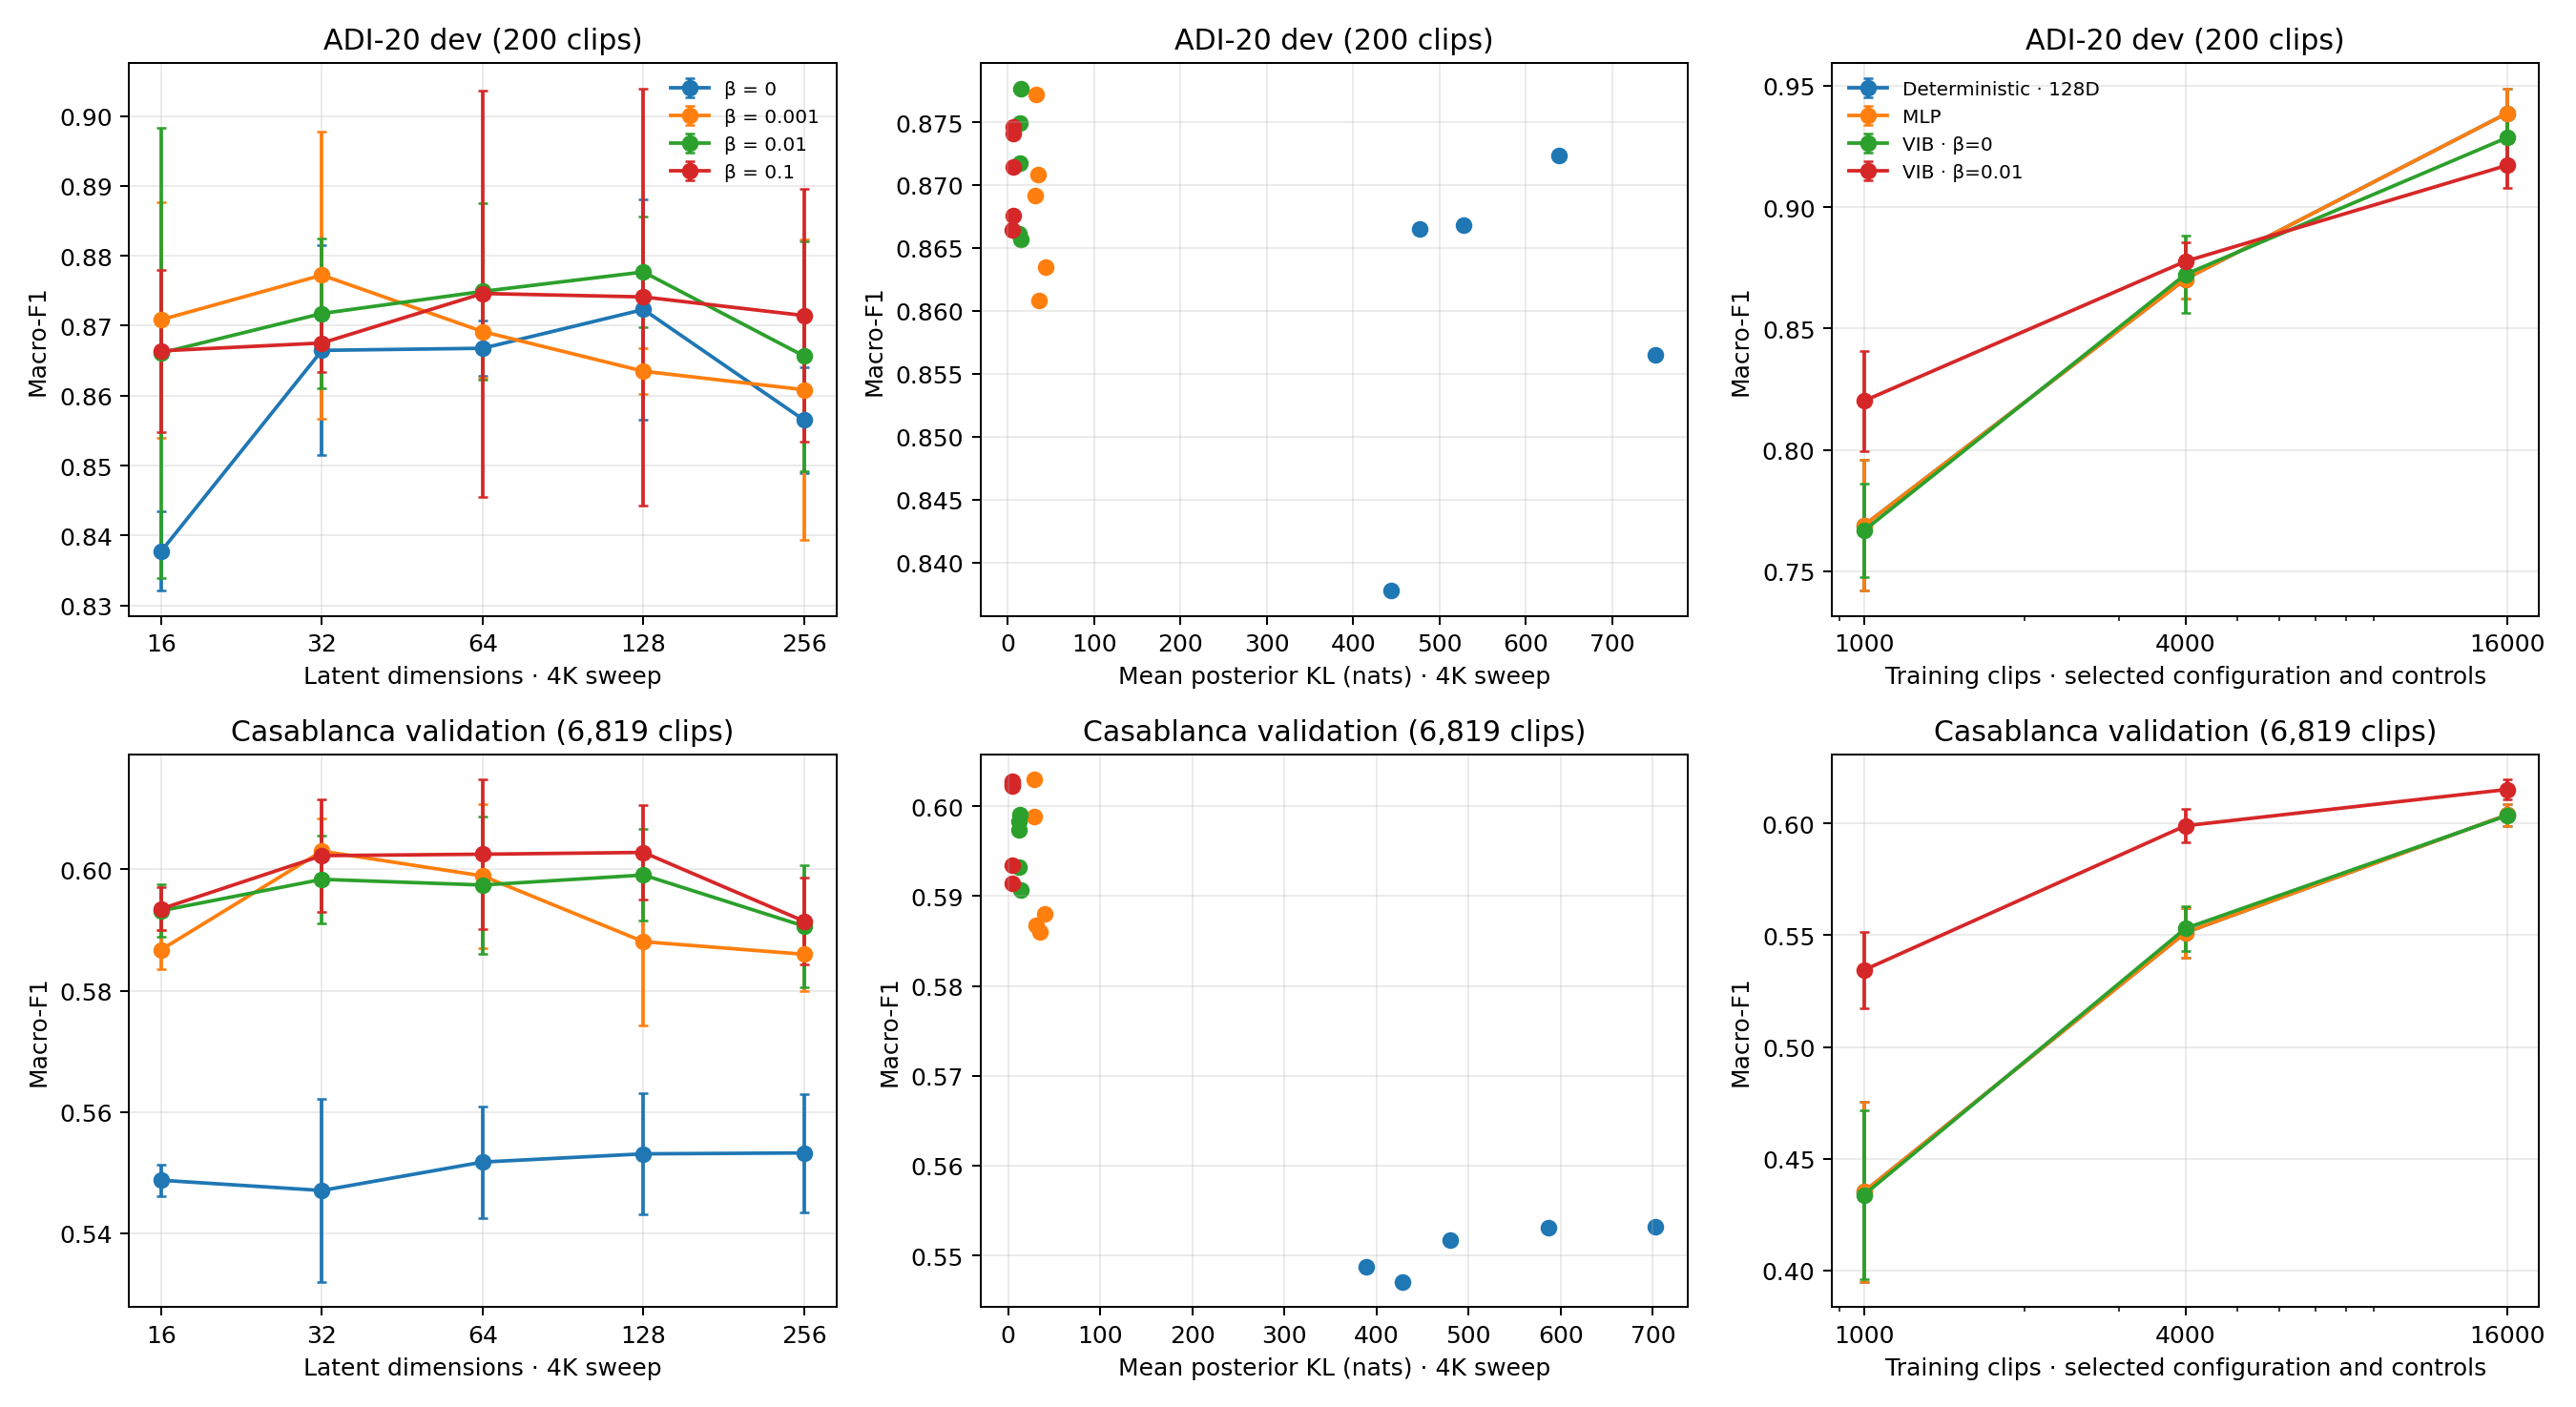 ADI-20 dev (200 clips)
Macro-F1
0.90
0.89
0.88
0.87
0.86
0.85
0.84
0.83
β = 0
β = 0.001
β = 0.01
β = 0.1
16 32 64 128 256
Latent dimensions · 4K sweep
ADI-20 dev (200 clips)
Macro-F1
0.875
0.870
0.865
0.860
0.855
0.850
0.845
0.840
0 100 200 300 400 500 600 700
Mean posterior KL (nats) · 4K sweep
ADI-20 dev (200 clips)
Macro-F1
0.95
0.90
0.85
0.80
0.75
Deterministic · 128D
MLP
VIB · β=0
VIB · β=0.01
1000 4000 16000
Training clips · selected configuration and controls
Casablanca validation (6,819 clips)
Macro-F1
0.60
0.58
0.56
0.54
16 32 64 128 256
Latent dimensions · 4K sweep
Casablanca validation (6,819 clips)
Macro-F1
0.60
0.59
0.58
0.57
0.56
0.55
0 100 200 300 400 500 600 700
Mean posterior KL (nats) · 4K sweep
Casablanca validation (6,819 clips)
Macro-F1
0.60
0.55
0.50
0.45
0.40
1000 4000 16000
Training clips · selected configuration and controls